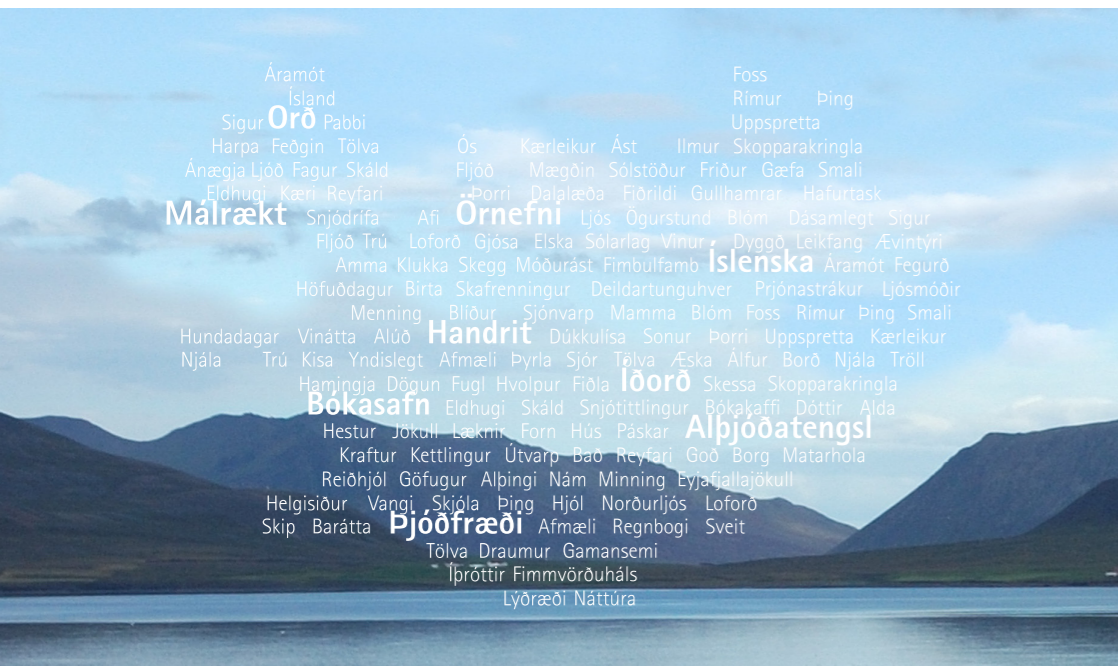 Áramót Foss
Ísland Rímur Þing
Sigur Orð Pabbi Uppspretta
Harpa Feðgin Tölva Ós Kærleikur Ást Ilmur Skopparakringla
Ánægja Ljóð Fagur Skáld Fljóð Mægðin Sólstöður Friður Gæfa Smali
Eldhugi Kæri Reyfari Þorri Dalalæða Fiðrildi Gullhamrar Hafurtask
Málrækt Snjódrífa Afi Örnefni Ljós Ögurstund Blóm Dásamlegt Sigur
Fljóð Trú Loforð Gjósa Elska Sólarlag Vinur Dyggð Leikfang Ævintýri
Amma Klukka Skegg Móðurást Fimbulfamb Íslenska Áramót Fegurð
Höfuðdagur Birta Skafrenningur Deildartunguhver Prjónastrákur Ljósmóðir
Menning Blíður Sjónvarp Mamma Blóm Foss Rímur Þing Smali
Hundadagar Vinátta Alúð Handrit Dúkkulísa Sonur Þorri Uppspretta Kærleikur
Njála Trú Kisa Yndislegt Afmæli Þyrla Sjór Tölva Æska Álfur Borð Njála Tröll
Hamingja Dögun Fugl Hvolpur Fiðla Íðorð Skessa Skopparakringla
Bókasafn Eldhugi Skáld Snjótittlingur Bókakaffi Dóttir Alda
Hestur Jökull Læknir Forn Hús Páskar Alþjóðatengsl
Kraftur Kettlingur Útvarp Bað Reyfari Goð Borg Matarhola
Reiðhjól Göfugur Alþingi Nám Minning Eyjafjallajökull
Helgisiður Vangi Skjóla Þing Hjól Norðurljós Loforð
Skip Barátta Þjóðfræði Afmæli Regnbogi Sveit
Tölva Draumur Gamansemi
Íþróttir Fimmvörðuháls
Lýðræði Náttúra